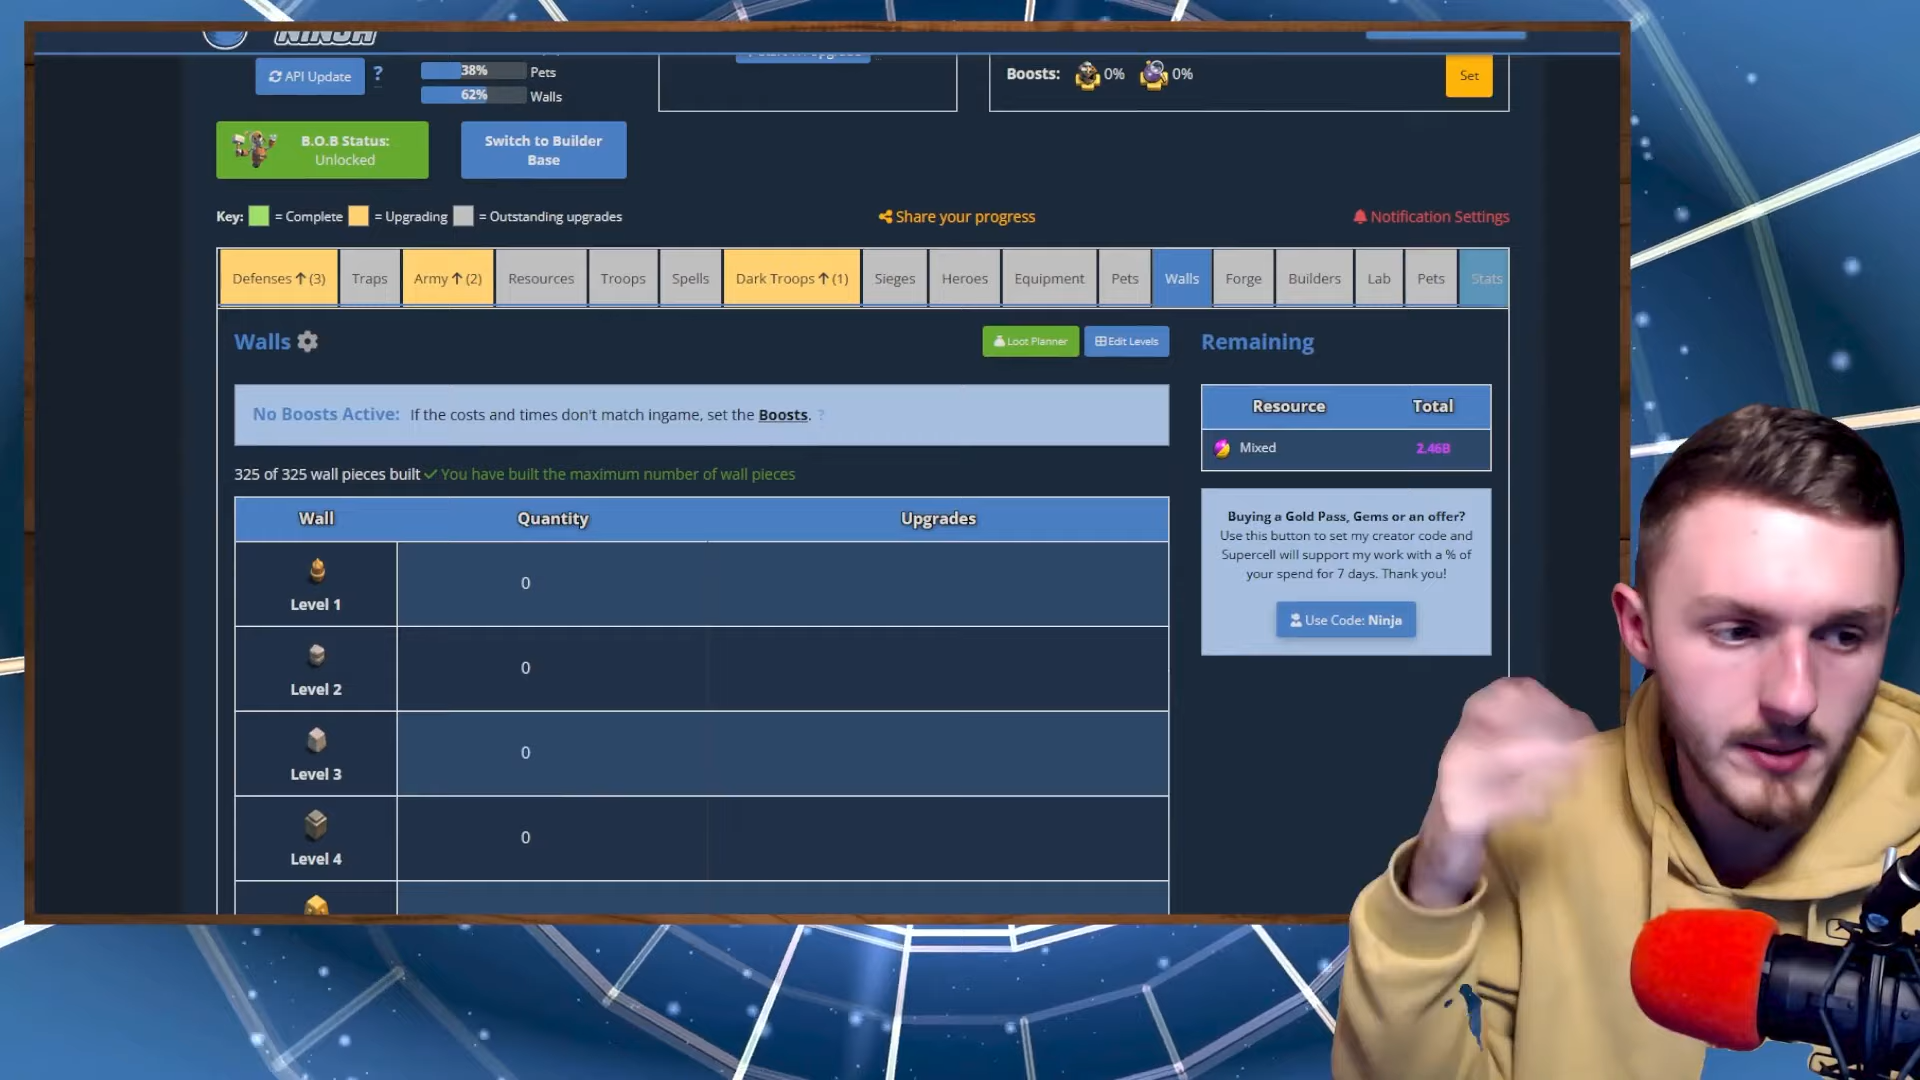 NINJA
API Update ?
38% Pets
62% Walls
Boosts: 0% 0%
Set
B.O.B Status:
Unlocked
Switch to Builder
Base
Key: = Complete = Upgrading = Outstanding upgrades
Share your progress
Notification Settings
Defenses (3) Traps Army (2) Resources Troops Spells Dark Troops (1) Sieges Heroes Equipment Pets Walls Forge Builders Lab Pets Stats
Walls
Loot Planner
Edit Levels
Remaining
No Boosts Active: If the costs and times don't match ingame, set the Boosts. ?
Resource Total
Mixed 2.46B
325 of 325 wall pieces built You have built the maximum number of wall pieces
Wall Quantity Upgrades
Level 1 0
Level 2 0
Level 3 0
Level 4 0
Buying a Gold Pass, Gems or an offer?
Use this button to set my creator code and
Supercell will support my work with a % of
your spend for 7 days. Thank you!
Use Code: Ninja